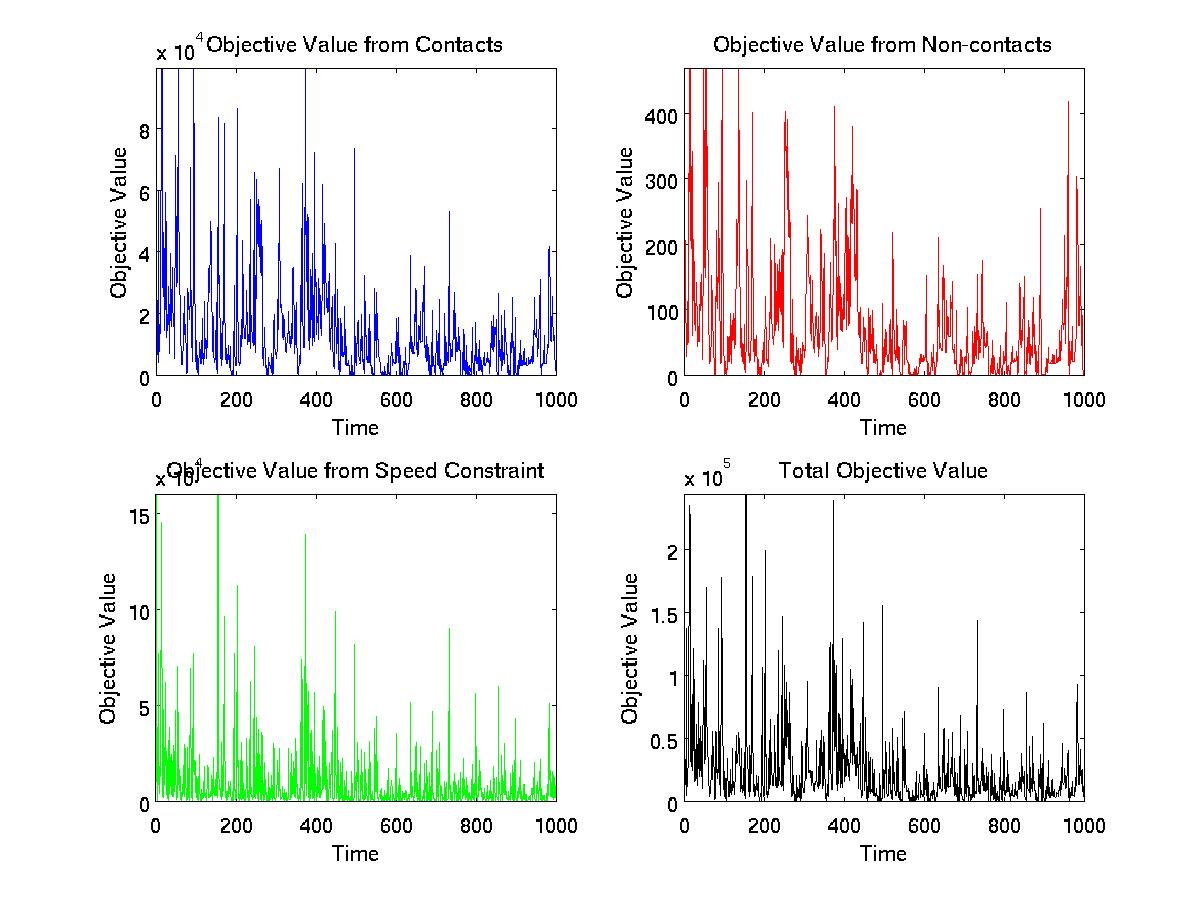 x 10^4 Objective Value from Contacts
Objective Value
8
6
4
2
0
0 200 400 600 800 1000
Time
Objective Value from Non-contacts
Objective Value
400
300
200
100
0
0 200 400 600 800 1000
Time
x 10^4 Objective Value from Speed Constraint
Objective Value
15
10
5
0
0 200 400 600 800 1000
Time
x 10^5 Total Objective Value
Objective Value
2
1.5
1
0.5
0
0 200 400 600 800 1000
Time